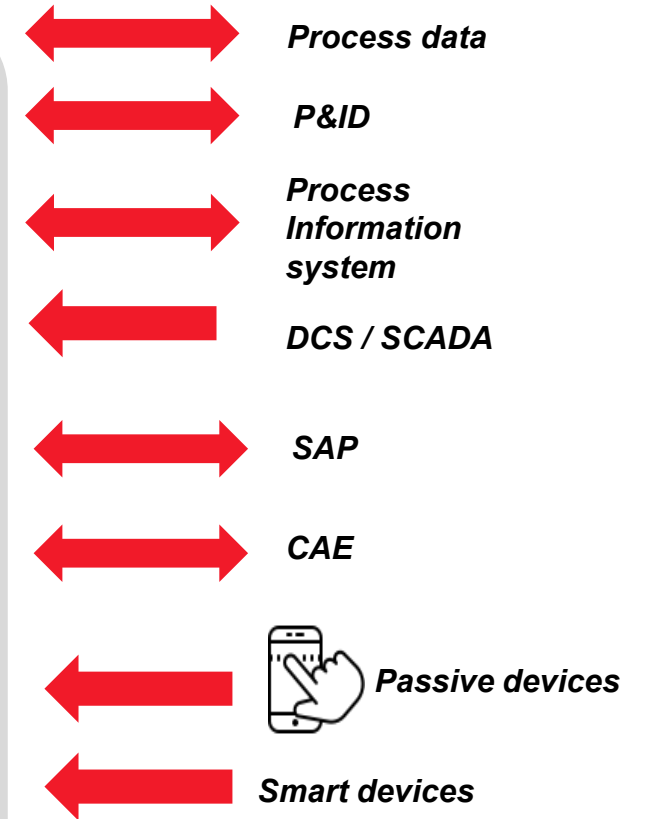 Process data
P&ID
Process
Information
system
DCS / SCADA
SAP
CAE
Passive devices
Smart devices